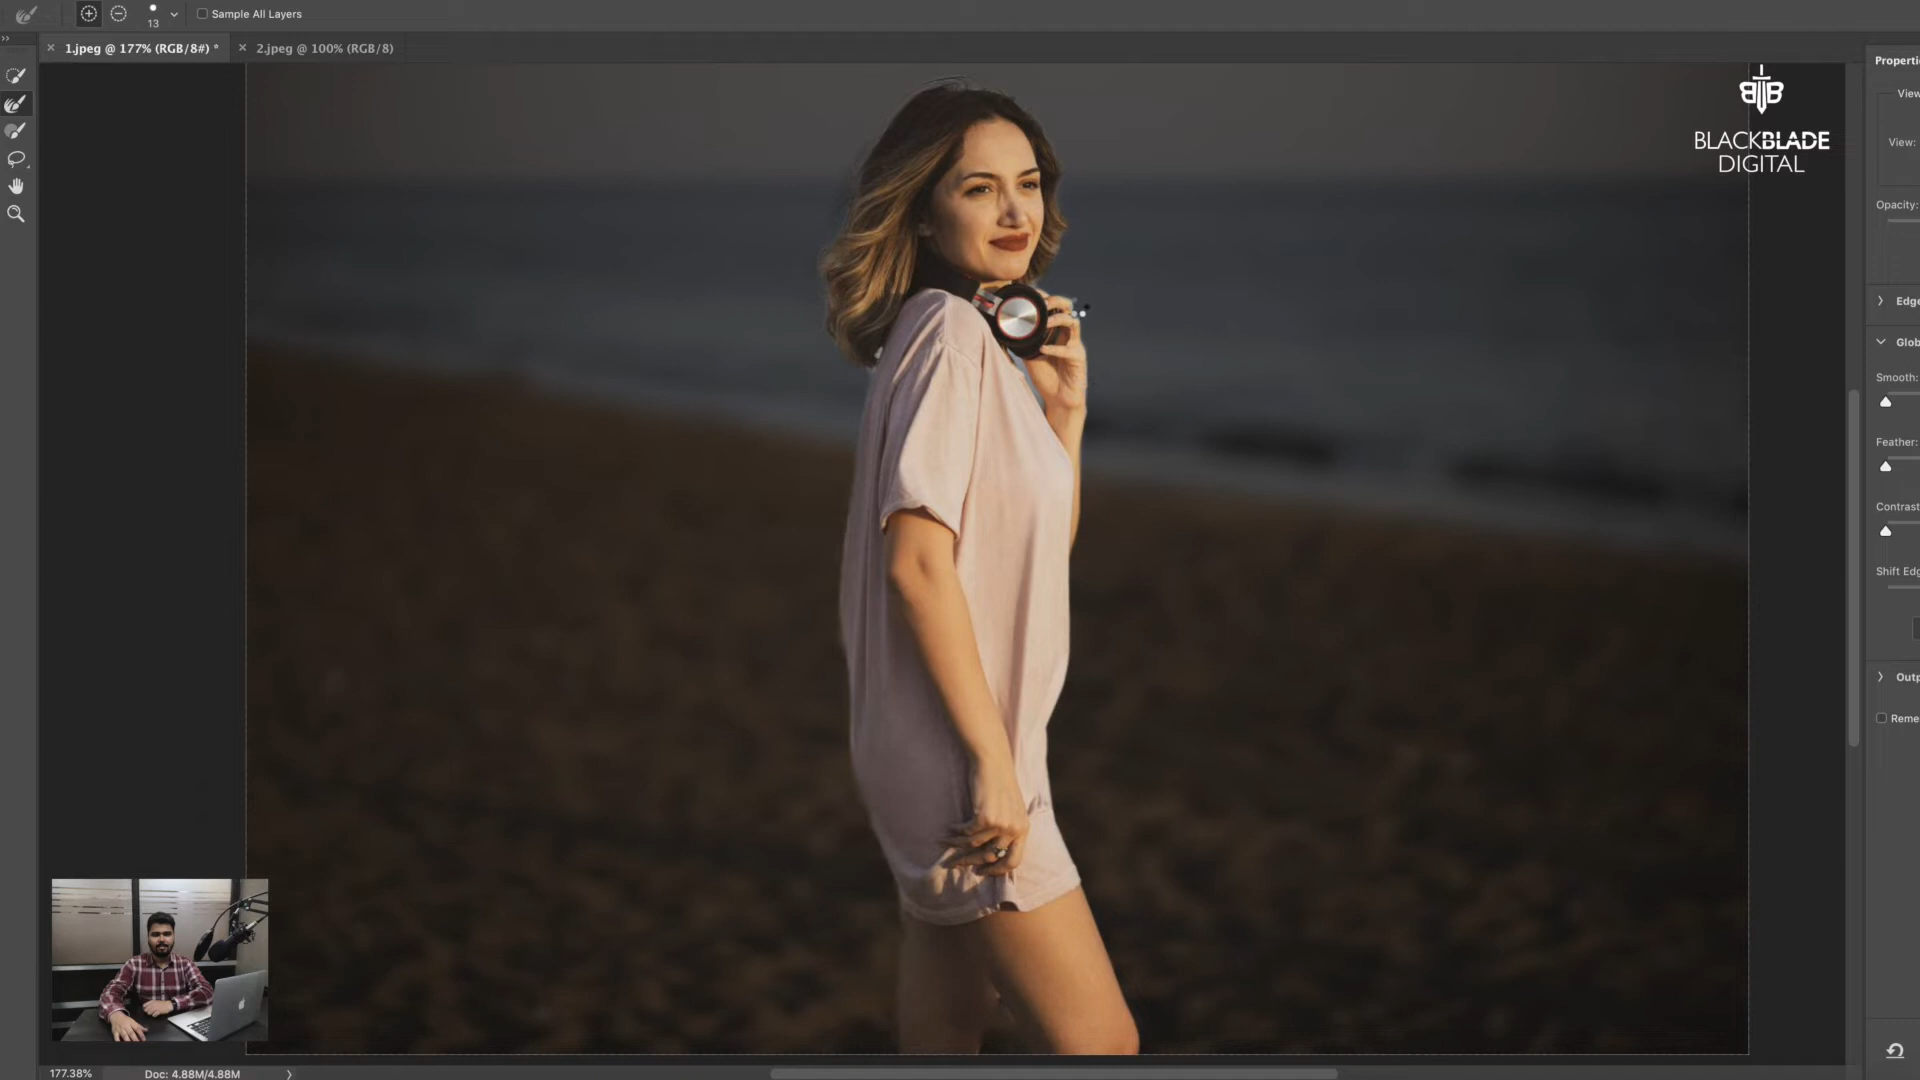 13
Sample All Layers
1.jpeg @ 177% (RGB/8#) *
2.jpeg @ 100% (RGB/8)
BB
BLACKBLADE
DIGITAL
Properti
View
View:
Opacity:
Edge
Glob
Smooth:
Feather:
Contrast
Shift Edg
Outp
Reme
177.38%
Doc: 4.88M/4.88M